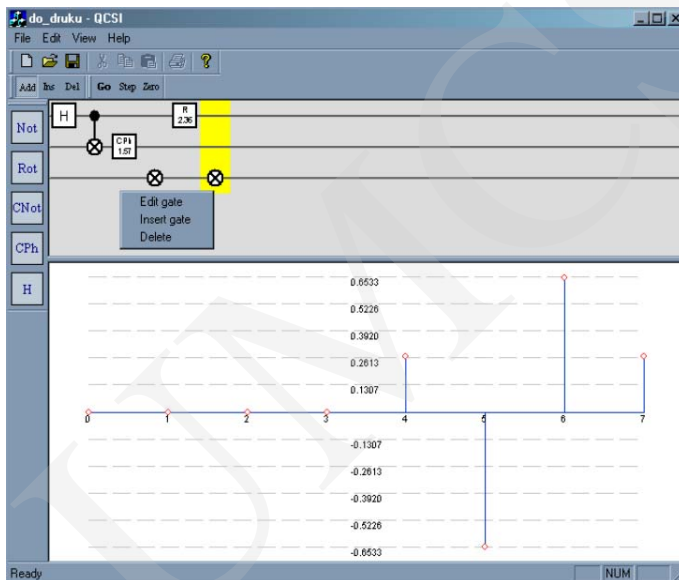 do_druku - QCSI
File Edit View Help
Add Ins Del Go Step Zero
Not
Rot
CNot
CPh
H
H
R
2.36
CPh
1.57
Edit gate
Insert gate
Delete
0.6533
0.5226
0.3920
0.2613
0.1307
0 1 2 3 4 5 6 7
-0.1307
-0.2613
-0.3920
-0.5226
-0.6533
Ready NUM
UMCS